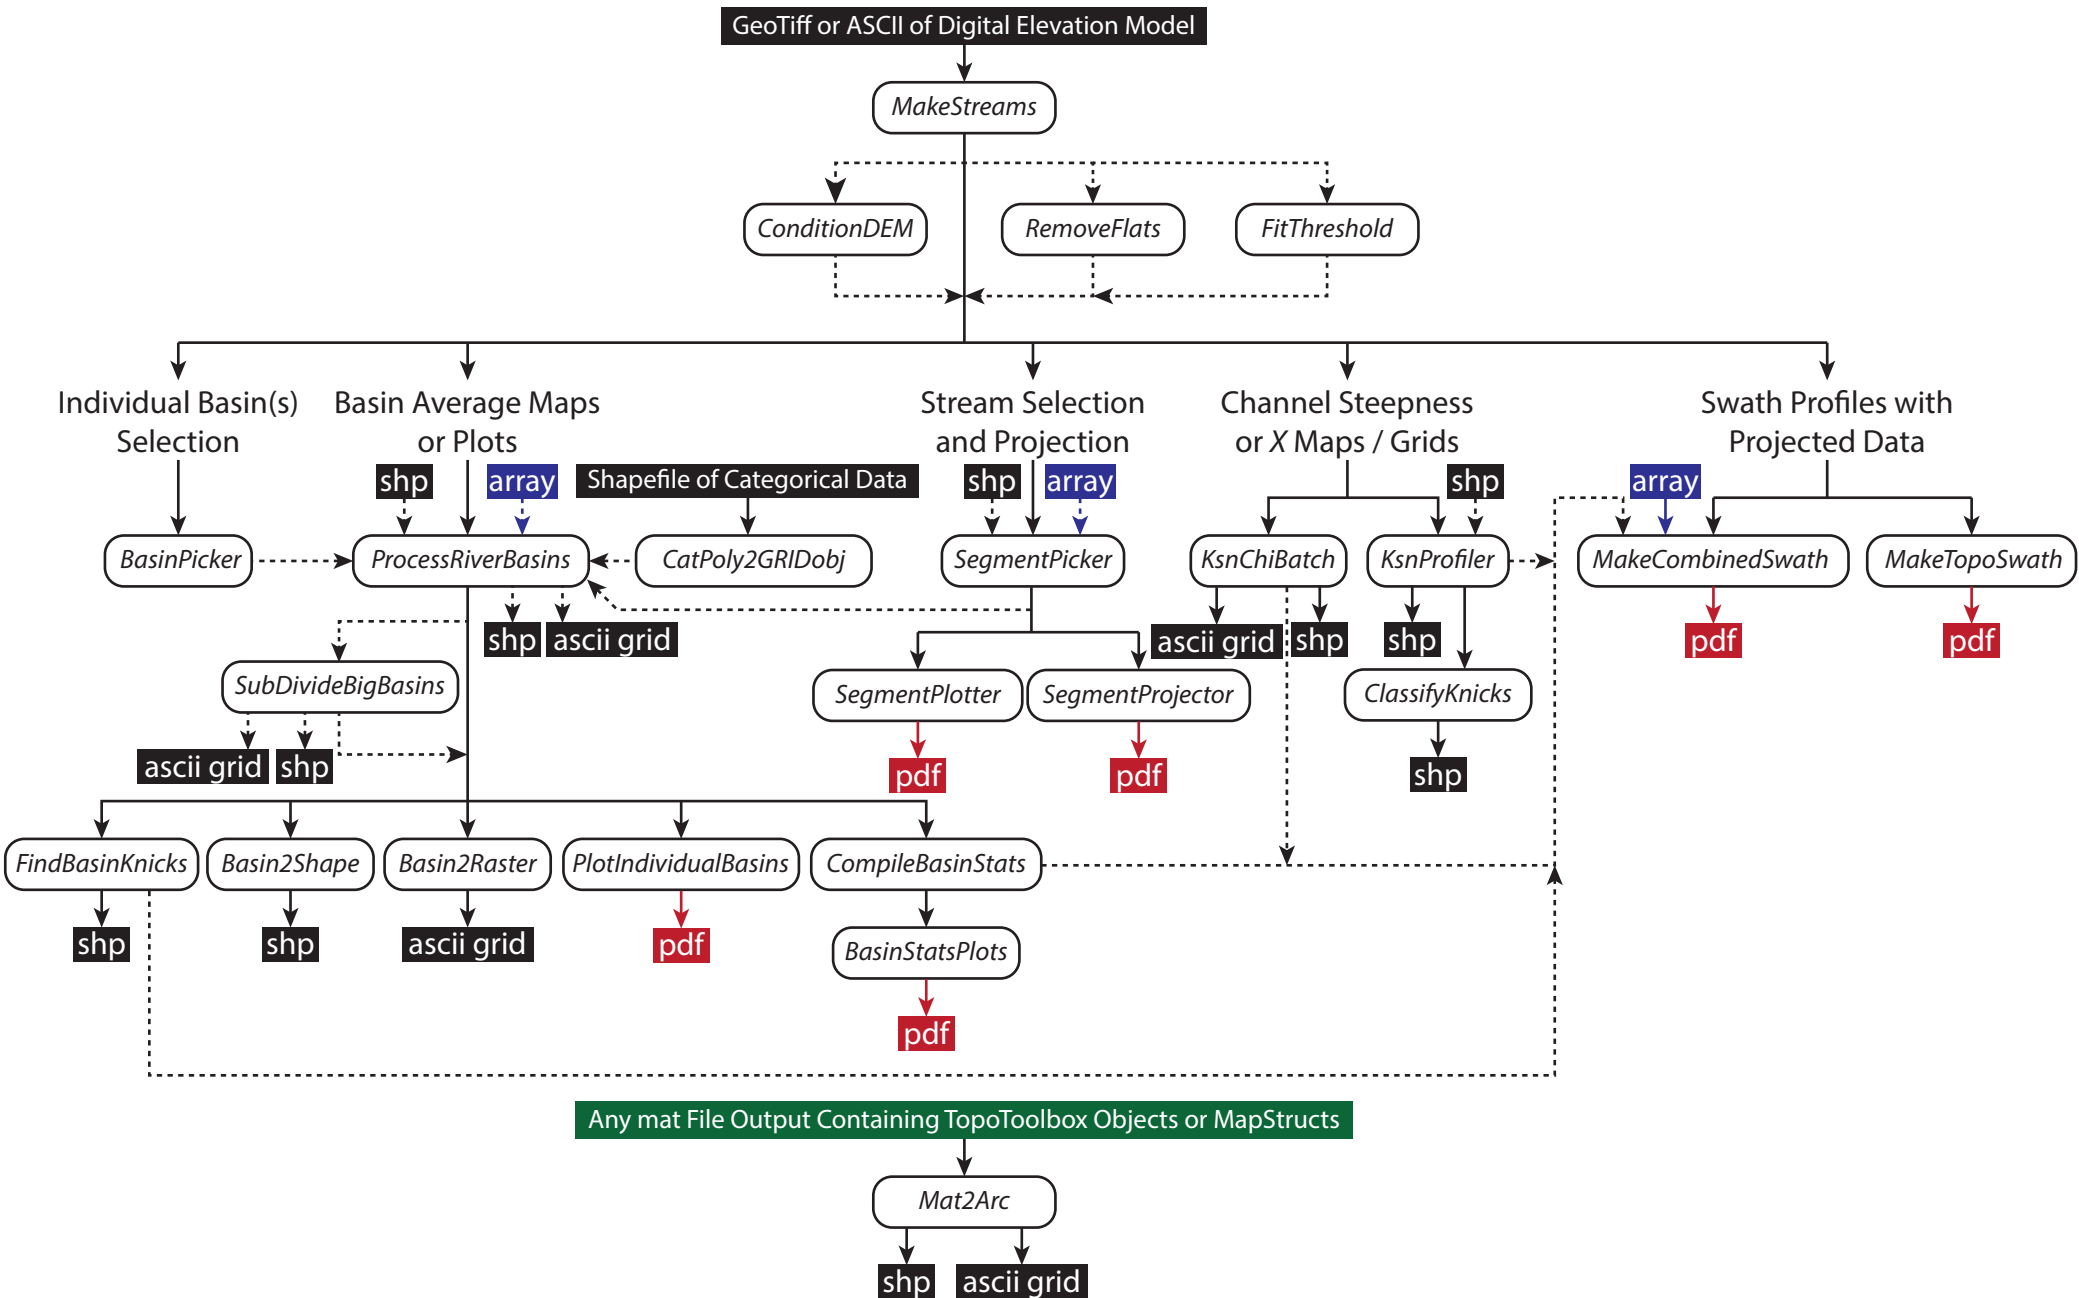 GeoTiff or ASCII of Digital Elevation Model
MakeStreams
ConditionDEM
RemoveFlats
FitThreshold
Individual Basin(s)
Selection
Basin Average Maps
or Plots
Stream Selection
and Projection
Channel Steepness
or X Maps / Grids
Swath Profiles with
Projected Data
shp
array
Shapefile of Categorical Data
shp
array
shp
array
BasinPicker
ProcessRiverBasins
CatPoly2GRIDobj
SegmentPicker
KsnChiBatch
KsnProfiler
MakeCombinedSwath
MakeTopoSwath
shp
ascii grid
ascii grid
shp
shp
pdf
pdf
SubDivideBigBasins
SegmentPlotter
SegmentProjector
ClassifyKnicks
ascii grid
shp
pdf
pdf
shp
FindBasinKnicks
Basin2Shape
Basin2Raster
PlotIndividualBasins
CompileBasinStats
shp
shp
ascii grid
pdf
BasinStatsPlots
pdf
Any mat File Output Containing TopoToolbox Objects or MapStructs
Mat2Arc
shp
ascii grid